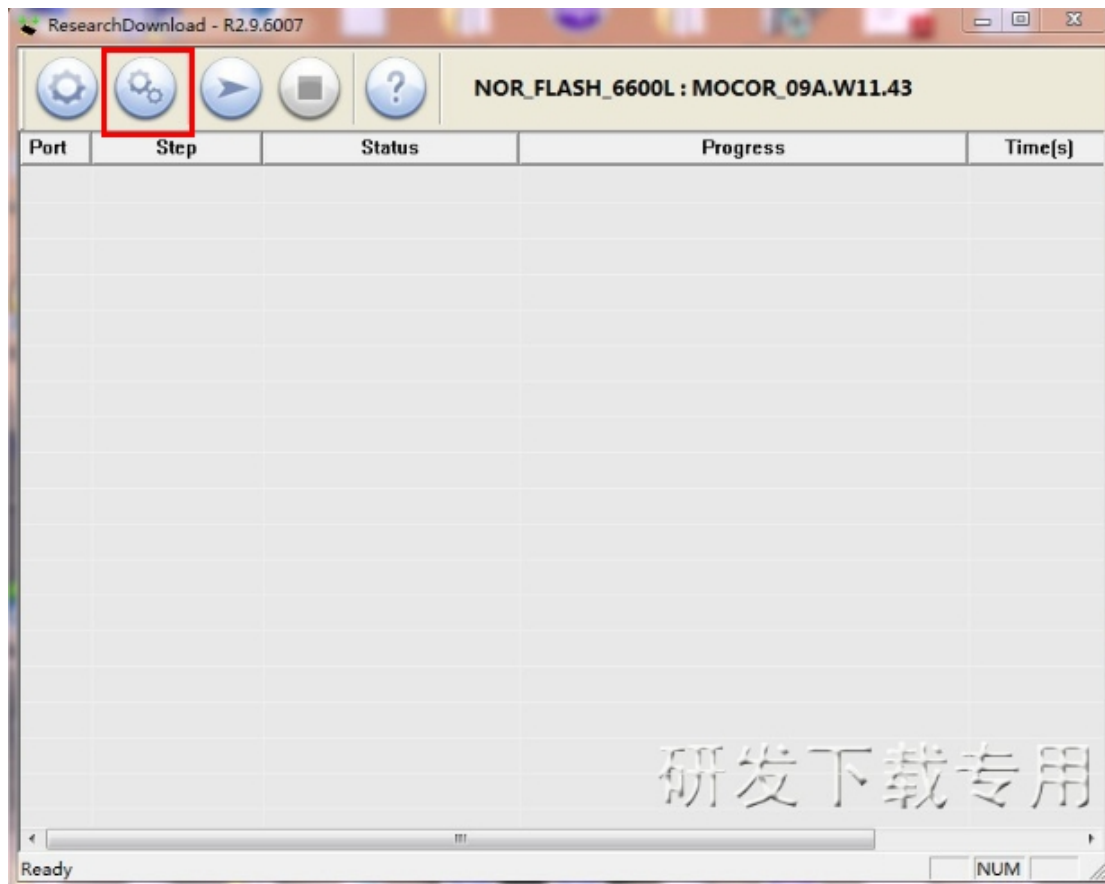 ResearchDownload - R2.9.6007
? NOR_FLASH_6600L : MOCOR_09A.W11.43
Port Step Status Progress Time(s)
研发下载专用
Ready NUM